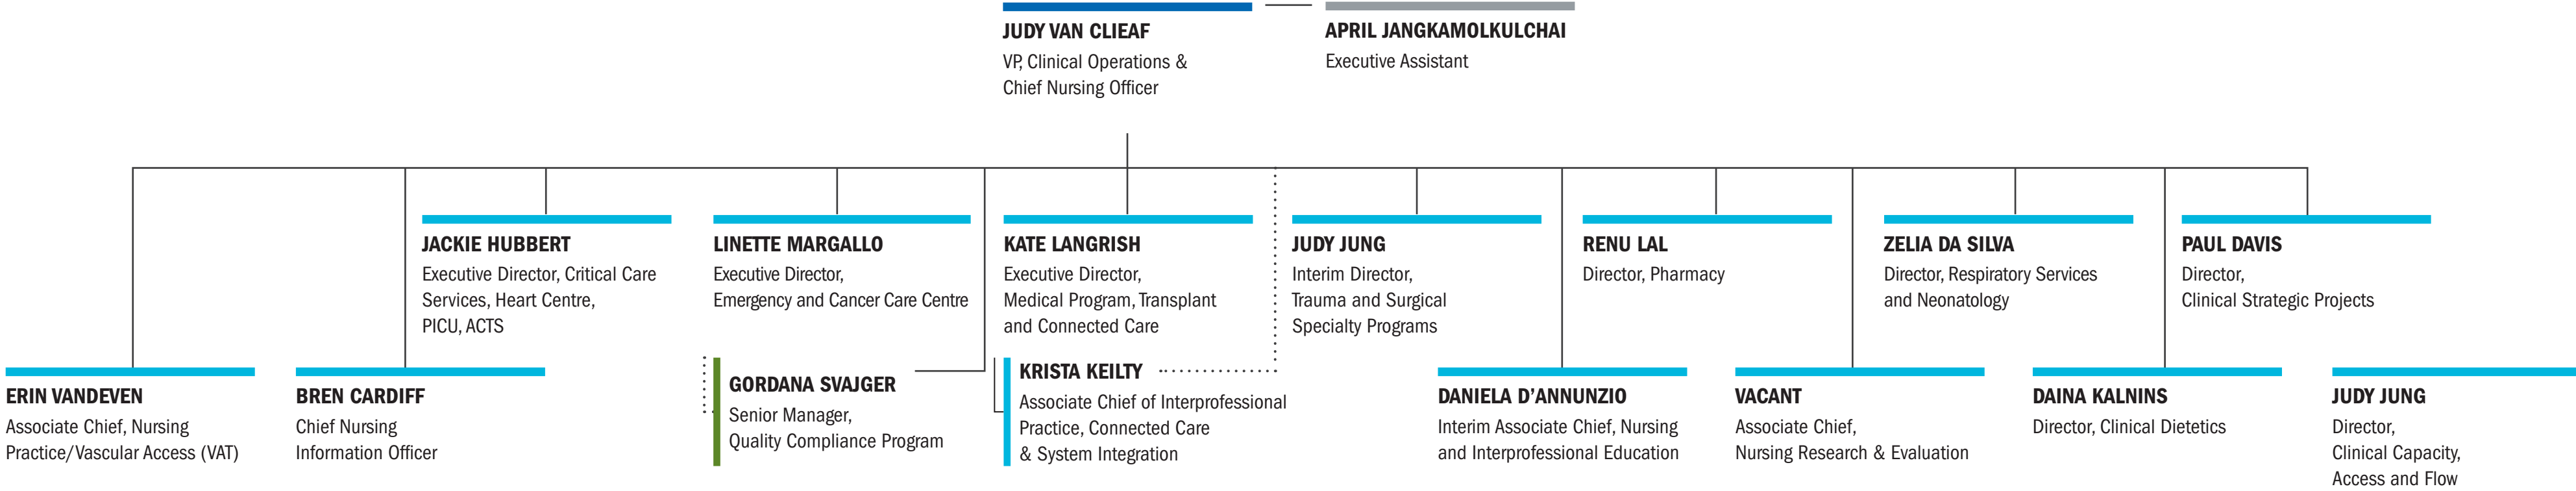 JUDY VAN CLIEAF
VP, Clinical Operations &
Chief Nursing Officer
APRIL JANGKAMOLKULCHAI
Executive Assistant
JACKIE HUBBERT
Executive Director, Critical Care
Services, Heart Centre,
PICU, ACTS
LINETTE MARGALLO
Executive Director,
Emergency and Cancer Care Centre
KATE LANGRISH
Executive Director,
Medical Program, Transplant
and Connected Care
JUDY JUNG
Interim Director,
Trauma and Surgical
Specialty Programs
RENU LAL
Director, Pharmacy
ZELIA DA SILVA
Director, Respiratory Services
and Neonatology
PAUL DAVIS
Director,
Clinical Strategic Projects
ERIN VANDEVEN
Associate Chief, Nursing
Practice/Vascular Access (VAT)
BREN CARDIFF
Chief Nursing
Information Officer
GORDANA SVAJGER
Senior Manager,
Quality Compliance Program
KRISTA KEILTY
Associate Chief of Interprofessional
Practice, Connected Care
& System Integration
DANIELA D’ANNUNZIO
Interim Associate Chief, Nursing
and Interprofessional Education
VACANT
Associate Chief,
Nursing Research & Evaluation
DAINA KALNINS
Director, Clinical Dietetics
JUDY JUNG
Director,
Clinical Capacity,
Access and Flow